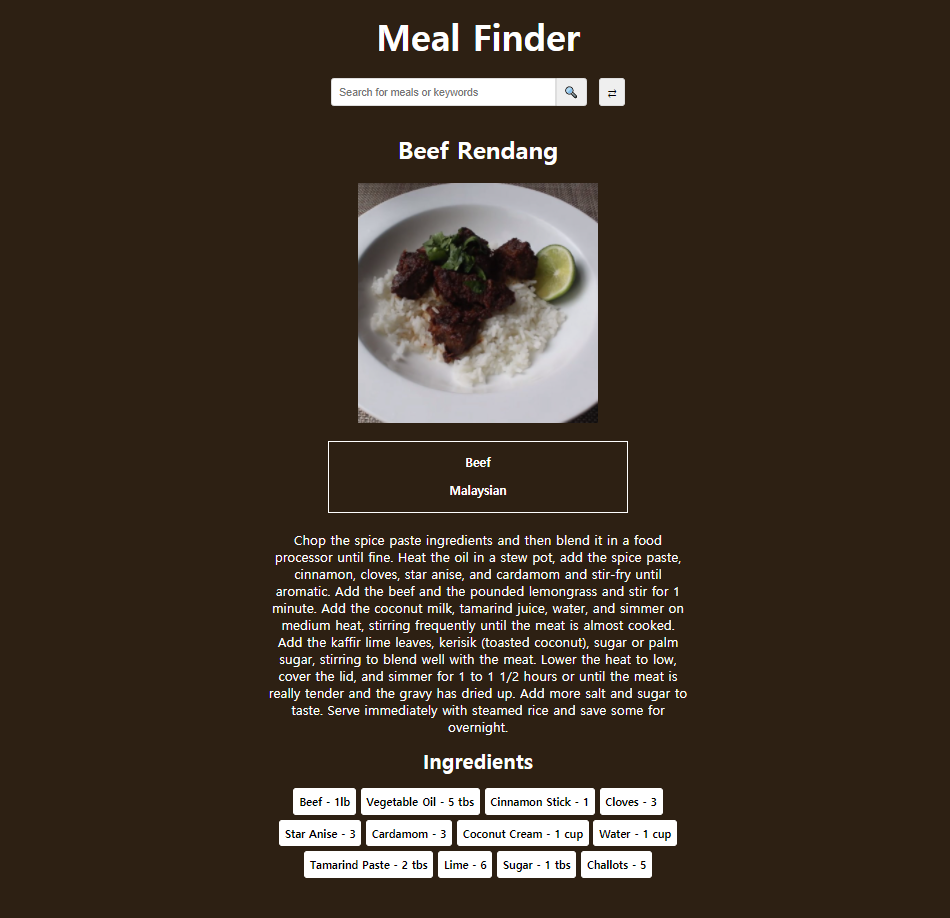 Meal Finder
Search for meals or keywords
Beef Rendang
Beef
Malaysian
Chop the spice paste ingredients and then blend it in a food
processor until fine. Heat the oil in a stew pot, add the spice paste,
cinnamon, cloves, star anise, and cardamom and stir-fry until
aromatic. Add the beef and the pounded lemongrass and stir for 1
minute. Add the coconut milk, tamarind juice, water, and simmer on
medium heat, stirring frequently until the meat is almost cooked.
Add the kaffir lime leaves, kerisik (toasted coconut), sugar or palm
sugar, stirring to blend well with the meat. Lower the heat to low,
cover the lid, and simmer for 1 to 1 1/2 hours or until the meat is
really tender and the gravy has dried up. Add more salt and sugar to
taste. Serve immediately with steamed rice and save some for
overnight.
Ingredients
Beef - 1lb Vegetable Oil - 5 tbs Cinnamon Stick - 1 Cloves - 3
Star Anise - 3 Cardamom - 3 Coconut Cream - 1 cup Water - 1 cup
Tamarind Paste - 2 tbs Lime - 6 Sugar - 1 tbs Challots - 5